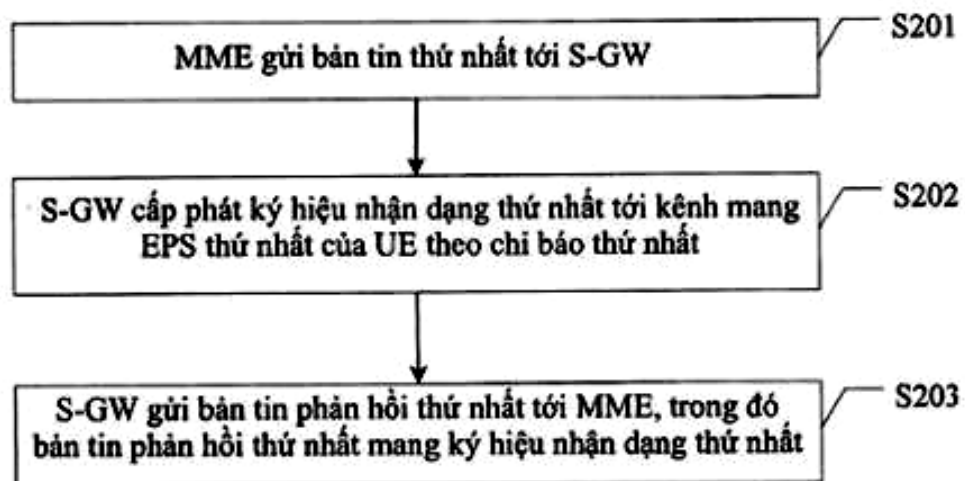 S201
MME gửi bản tin thứ nhất tới S-GW
S202
S-GW cấp phát ký hiệu nhận dạng thứ nhất tới kênh mang
EPS thứ nhất của UE theo chỉ báo thứ nhất
S203
S-GW gửi bản tin phản hồi thứ nhất tới MME, trong đó
bản tin phản hồi thứ nhất mang ký hiệu nhận dạng thứ nhất